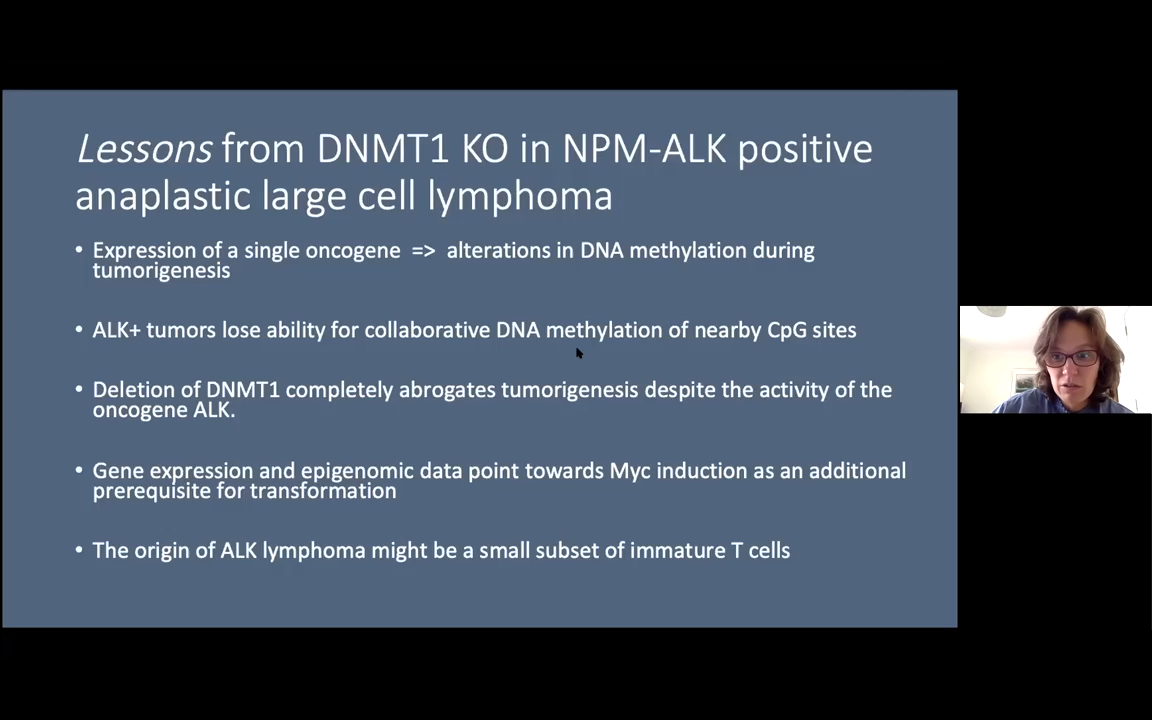 Lessons from DNMT1 KO in NPM-ALK positive
anaplastic large cell lymphoma
• Expression of a single oncogene => alterations in DNA methylation during
tumorigenesis
• ALK+ tumors lose ability for collaborative DNA methylation of nearby CpG sites
• Deletion of DNMT1 completely abrogates tumorigenesis despite the activity of the
oncogene ALK.
• Gene expression and epigenomic data point towards Myc induction as an additional
prerequisite for transformation
• The origin of ALK lymphoma might be a small subset of immature T cells